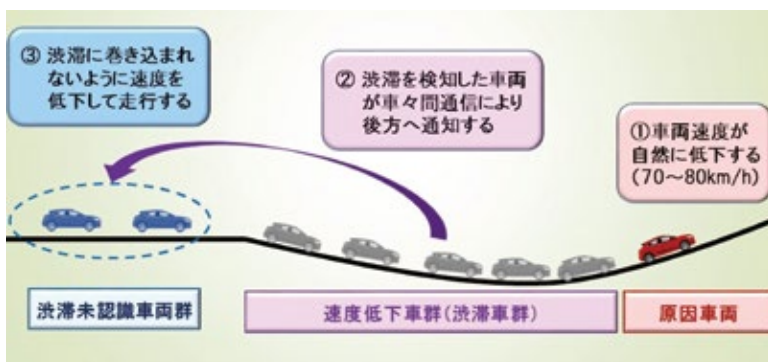 ③ 渋滞に巻き込まれ
ないように速度を
低下して走行する
② 渋滞を検知した車両
が車々間通信により
後方へ通知する
①車両速度が
自然に低下する
(70～80km/h)
渋滞未認識車両群
速度低下車群(渋滞車群)
原因車両